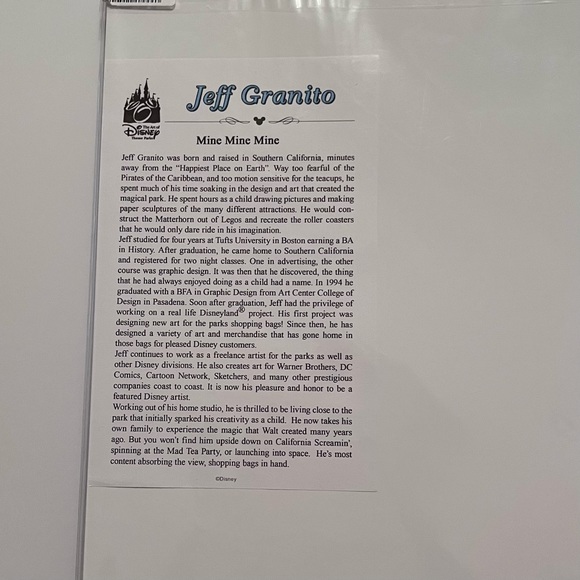 Jeff Granito
The Art of
Disney
Theme Parks
Mine Mine Mine
Jeff Granito was born and raised in Southern California, minutes
away from the “Happiest Place on Earth”. Way too fearful of the
Pirates of the Caribbean, and too motion sensitive for the teacups, he
spent much of his time soaking in the design and art that created the
magical park. He spent hours as a child drawing pictures and making
paper sculptures of the many different attractions. He would con-
struct the Matterhorn out of Legos and recreate the roller coasters
that he would only dare ride in his imagination.
Jeff studied for four years at Tufts University in Boston earning a BA
in History. After graduation, he came home to Southern California
and registered for two night classes. One in advertising, the other
course was graphic design. It was then that he discovered, the thing
that he had always enjoyed doing as a child had a name. In 1994 he
graduated with a BFA in Graphic Design from Art Center College of
Design in Pasadena. Soon after graduation, Jeff had the privilege of
working on a real life Disneyland® project. His first project was
designing new art for the parks shopping bags! Since then, he has
designed a variety of art and merchandise that has gone home in
those bags for pleased Disney customers.
Jeff continues to work as a freelance artist for the parks as well as
other Disney divisions. He also creates art for Warner Brothers, DC
Comics, Cartoon Network, Sketchers, and many other prestigious
companies coast to coast. It is now his pleasure and honor to be a
featured Disney artist.
Working out of his home studio, he is thrilled to be living close to the
park that initially sparked his creativity as a child. He now takes his
own family to experience the magic that Walt created many years
ago. But you won't find him upside down on California Screamin',
spinning at the Mad Tea Party, or launching into space. He's most
content absorbing the view, shopping bags in hand.
©Disney